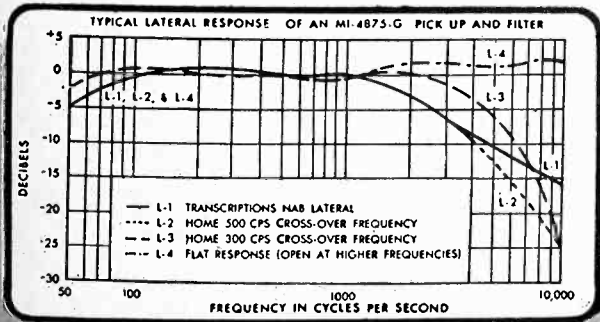 TYPICAL LATERAL RESPONSE OF AN MI-4875-G PICK UP AND FILTER
+5
0
-5
-10
-15
-20
-25
-30
DECIBELS
L-1, L-2, & L-4
L-4
L-3
L-1
L-2
L-1 TRANSCRIPTIONS NAB LATERAL
L-2 HOME 500 CPS CROSS-OVER FREQUENCY
L-3 HOME 300 CPS CROSS-OVER FREQUENCY
L-4 FLAT RESPONSE (OPEN AT HIGHER FREQUENCIES)
50 100 1000 10,000
FREQUENCY IN CYCLES PER SECOND